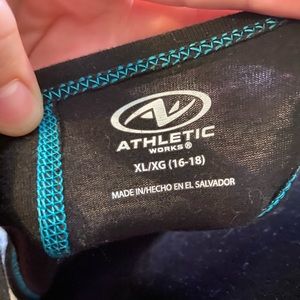 ATHLETIC
WORKS®
XL/XG (16-18)
MADE IN/HECHO EN EL SALVADOR